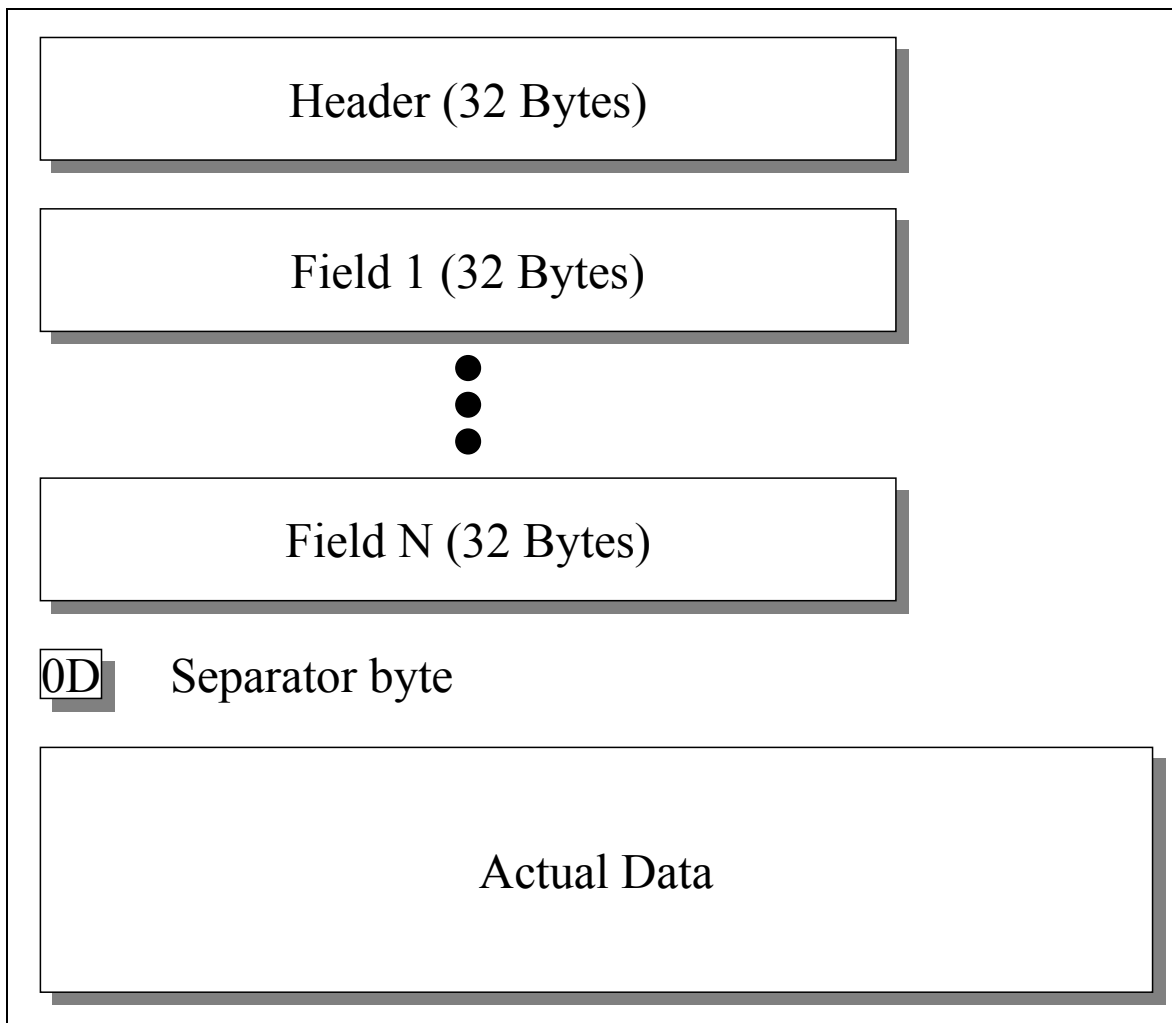 Header (32 Bytes)
Field 1 (32 Bytes)
Field N (32 Bytes)
0D Separator byte
Actual Data